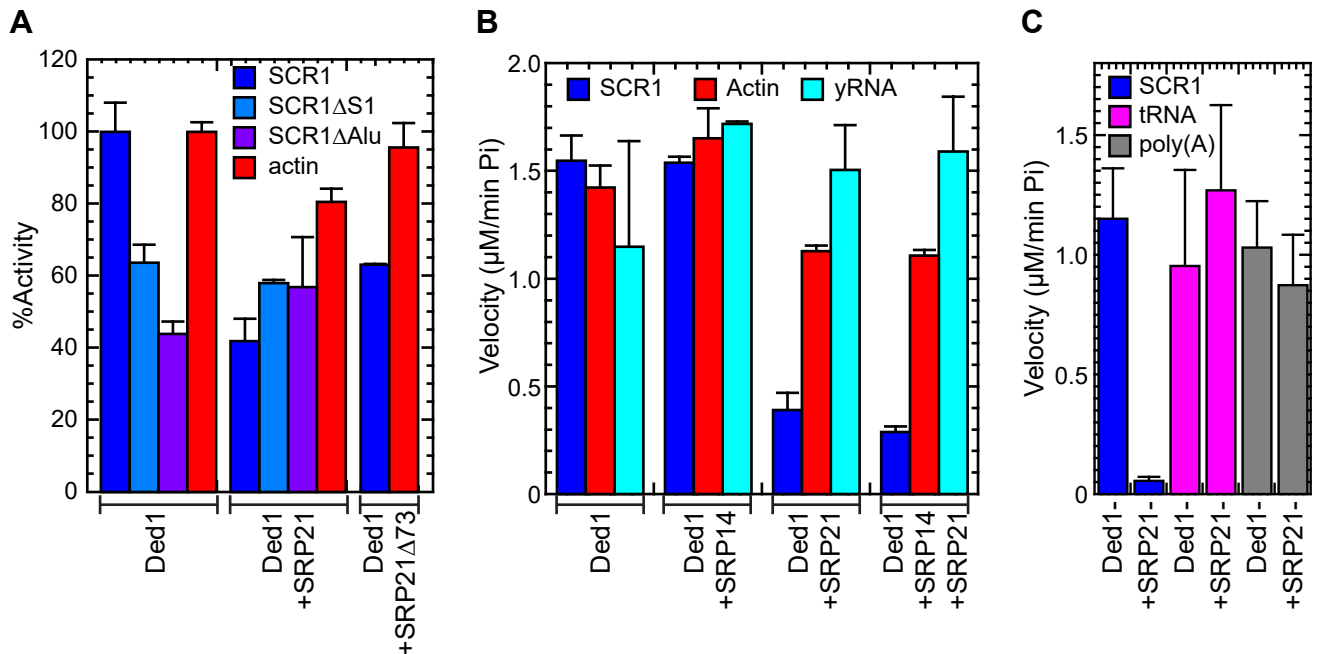 A
%Activity
120
100
80
60
40
20
0
SCR1
SCR1ΔS1
SCR1ΔAlu
actin
Ded1
Ded1
+SRP21
Ded1
+SRP21Δ73
B
Velocity (µM/min Pi)
2.0
1.5
1.0
0.5
0
SCR1
Actin
yRNA
Ded1
Ded1
+SRP14
Ded1
+SRP21
Ded1
+SRP14
+SRP21
C
Velocity (µM/min Pi)
1.5
1.0
0.5
0
SCR1
tRNA
poly(A)
Ded1-
+SRP21-
Ded1-
+SRP21-
Ded1-
+SRP21-